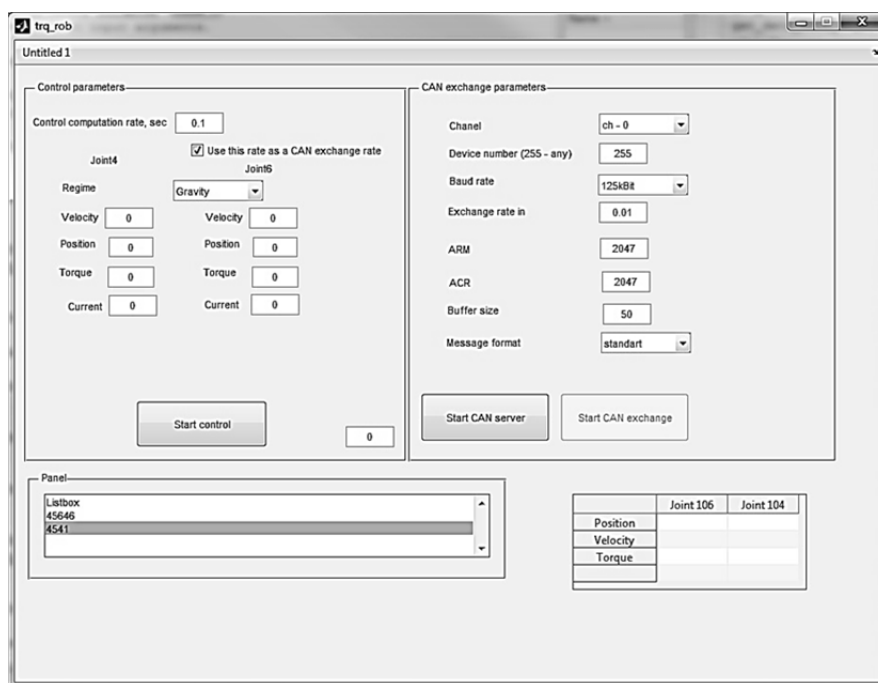 trq_rob
Untitled 1
Control parameters
Control computation rate, sec 0.1
Use this rate as a CAN exchange rate
Joint4 Joint6
Regime Gravity
Velocity 0 Velocity 0
Position 0 Position 0
Torque 0 Torque 0
Current 0 Current 0
Start control
0
CAN exchange parameters
Chanel ch - 0
Device number (255 - any) 255
Baud rate 125kBit
Exchange rate in 0.01
ARM 2047
ACR 2047
Buffer size 50
Message format standart
Start CAN server Start CAN exchange
Panel
Listbox
45646
4541
Joint 106 Joint 104
Position
Velocity
Torque